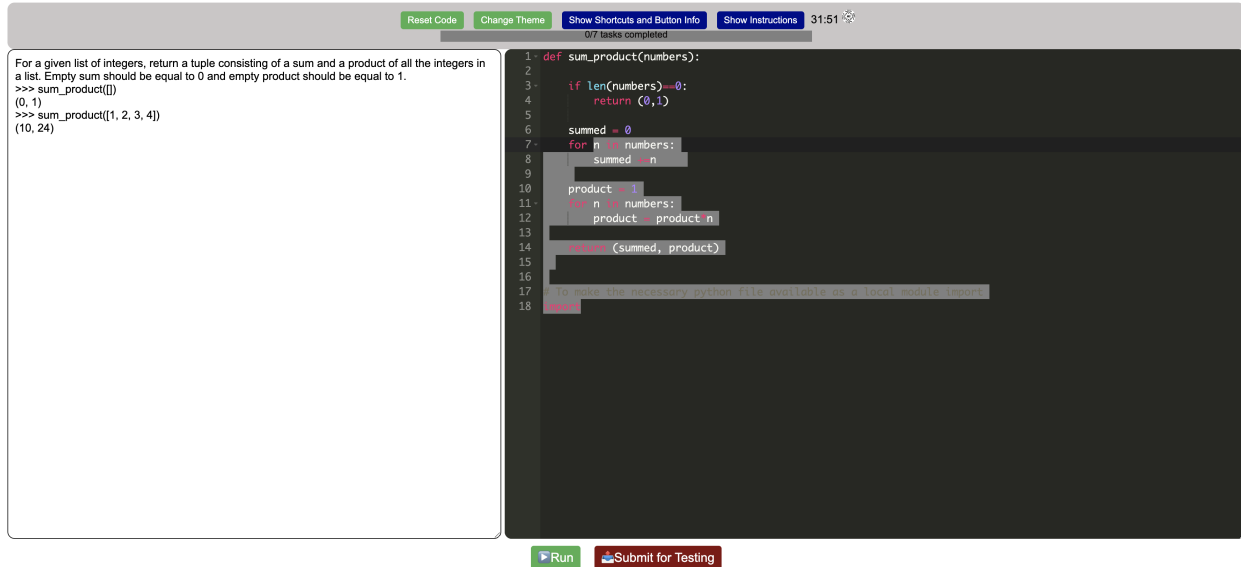 Reset Code Change Theme Show Shortcuts and Button Info Show Instructions 31:51
0/7 tasks completed
For a given list of integers, return a tuple consisting of a sum and a product of all the integers in
a list. Empty sum should be equal to 0 and empty product should be equal to 1.
>>> sum_product([])
(0, 1)
>>> sum_product([1, 2, 3, 4])
(10, 24)
1 def sum_product(numbers):
2
3     if len(numbers)==0:
4         return (0,1)
5
6     summed = 0
7     for n in numbers:
8         summed + n
9
10     product = 1
11     for n in numbers:
12         product = product*n
13
14     return (summed, product)
15
16
17 # To make the necessary python file available as a local module import
18 import
Run Submit for Testing